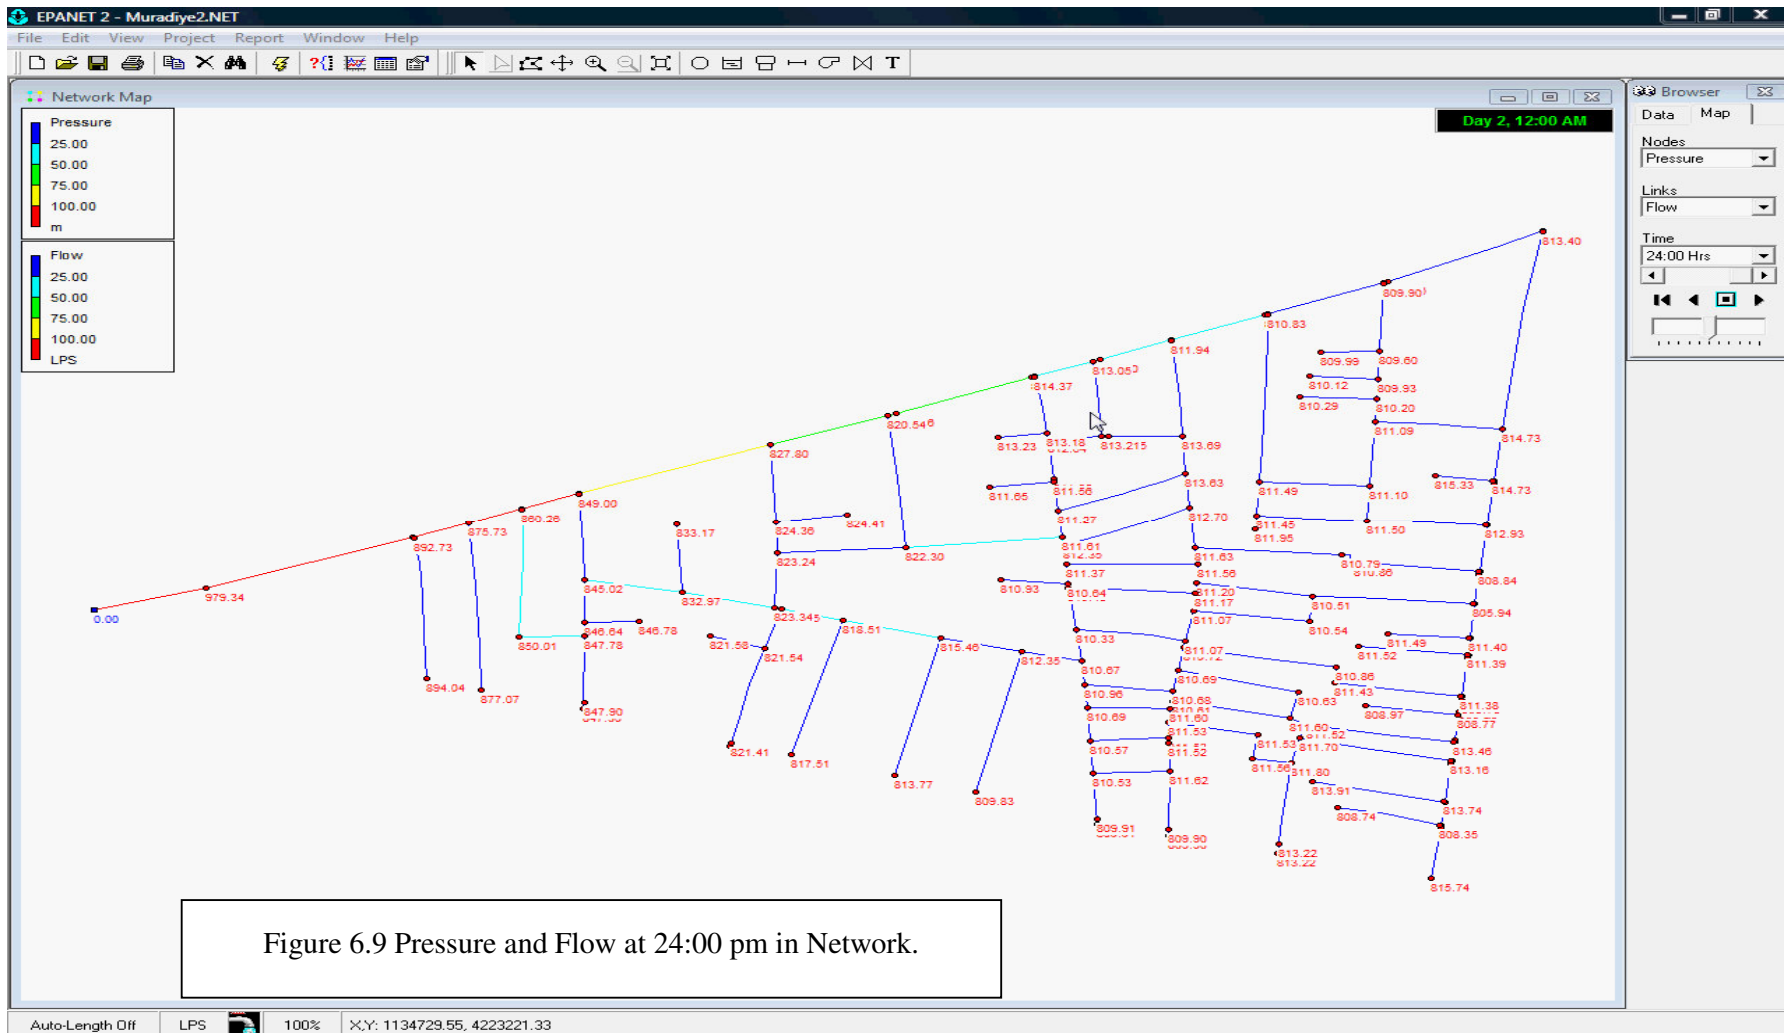 EPANET 2 - Muradiye2.NET
File Edit View Project Report Window Help
Network Map
Pressure
25.00
50.00
75.00
100.00
m
Flow
25.00
50.00
75.00
100.00
LPS
Day 2, 12:00 AM
Browser
Data Map
Nodes
Pressure
Links
Flow
Time
24:00 Hrs
813.40
809.90
810.83
811.94
809.99 809.60
813.05
810.12 809.93
814.37
810.29 810.20
820.54
811.09
814.73
827.80
813.23 813.18 813.215 813.69
849.00
811.65 811.56 813.63 811.49 811.10 815.33 814.73
860.26
875.73 833.17 824.36 824.41 811.27 812.70 811.45 811.50
892.73 811.95 812.93
823.24 822.30 811.61 811.63
812.35 810.79
979.34 845.02 811.37 811.56 808.84
0.00 832.97 810.93 810.64 811.20 810.51 805.94
823.345 818.51 811.17
846.64 846.78 811.07 810.54
850.01 847.78 821.58 821.54 815.46 810.33 811.07 811.49 811.40
812.35 811.52 811.39
810.67 810.69 810.86
894.04 877.07 810.96 810.68 811.43 811.38
847.90 810.69 811.60 810.63 808.97 808.77
821.41 810.57 811.53 811.60 811.52
817.51 811.52 811.53 811.70 813.46
813.77 810.53 811.62 811.56 811.80 813.16
809.83 813.91 813.74
809.91 809.90 808.74 808.35
813.22
813.22
815.74
Figure 6.9 Pressure and Flow at 24:00 pm in Network.
Auto-Length Off LPS 100% X,Y: 1134729.55, 4223221.33